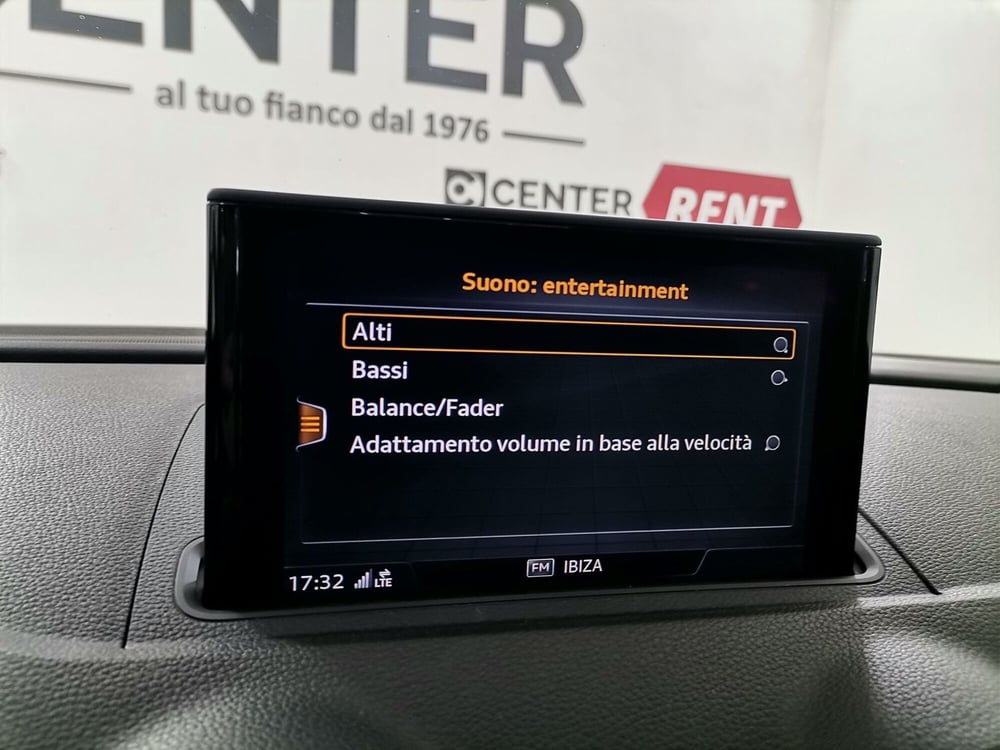 CENTER
al tuo fianco dal 1976
CENTER RENT
Suono: entertainment
Alti
Bassi
Balance/Fader
Adattamento volume in base alla velocità
17:32 LTE FM IBIZA